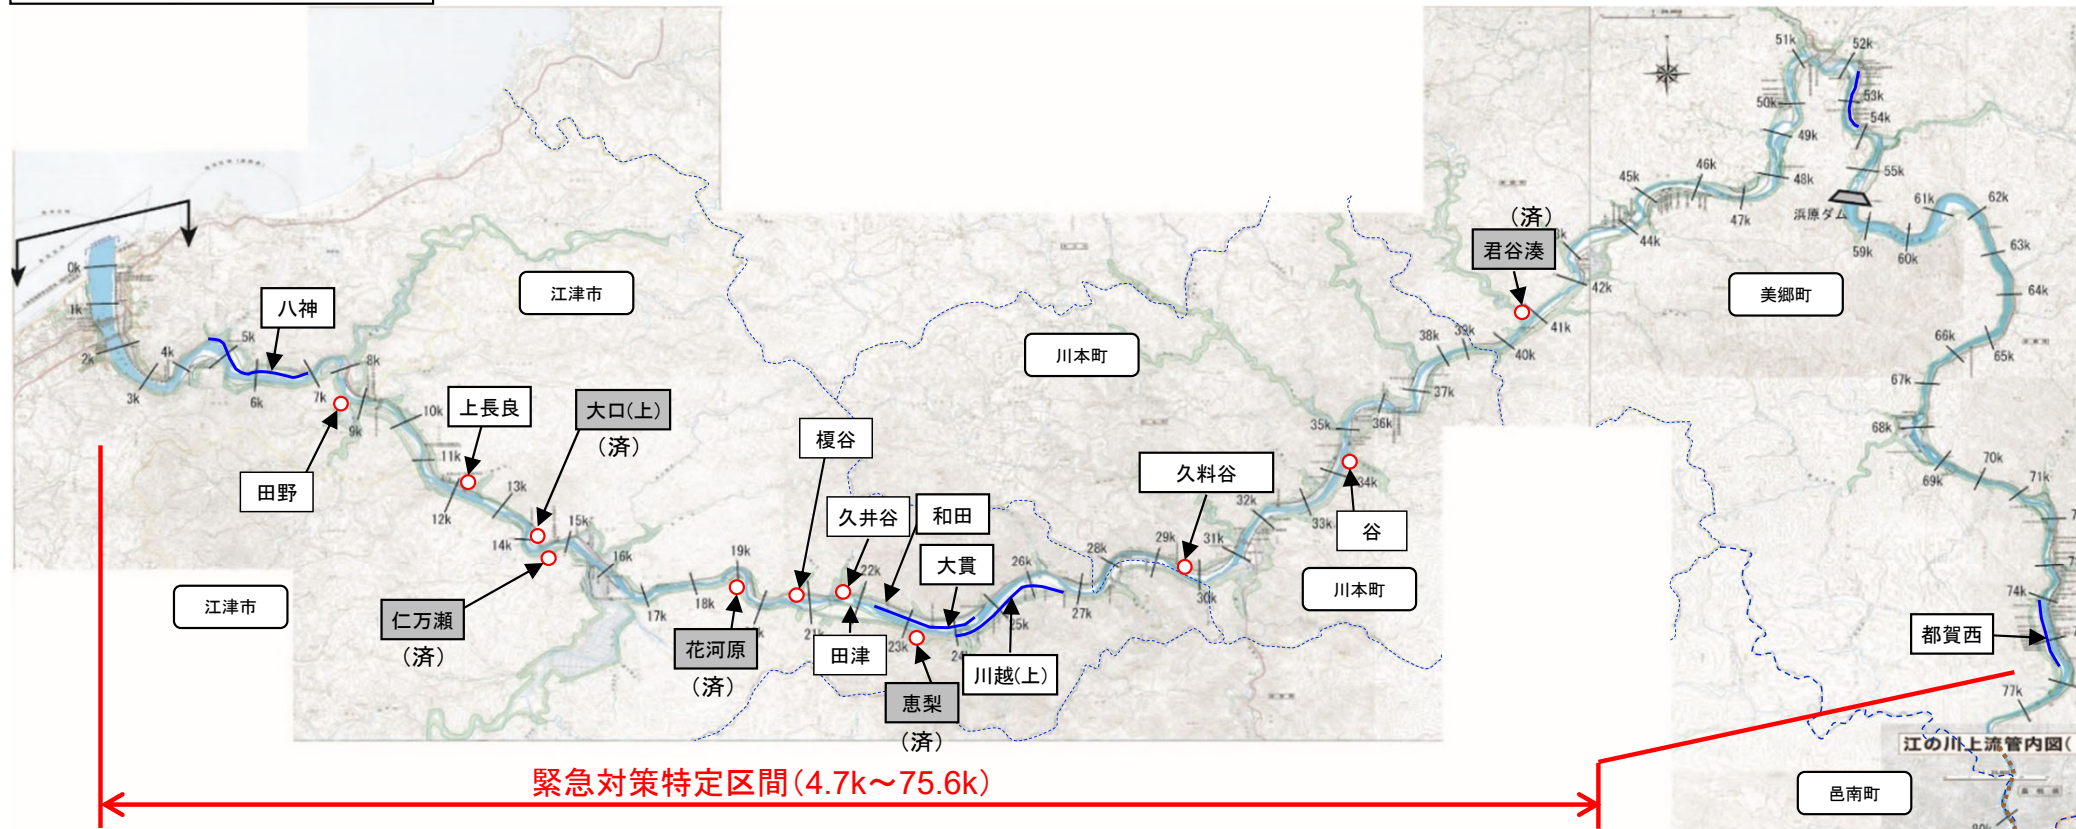 0k
1k
2k
3k
4k
5k
6k
7k
8k
9k
10k
11k
12k
13k
14k
15k
16k
17k
18k
19k
21k
22k
23k
25k
26k
27k
28k
29k
30k
31k
32k
33k
34k
35k
36k
37k
38k
39k
40k
41k
42k
44k
45k
46k
47k
48k
49k
50k
51k
52k
53k
54k
55k
59k
60k
61k
62k
63k
64k
65k
66k
67k
68k
69k
70k
71k
74k
77k
八神
田野
上長良
大口(上)
(済)
仁万瀬
(済)
花河原
(済)
榎谷
久井谷
田津
和田
恵梨
(済)
大貫
川越(上)
久料谷
谷
(済)
君谷湊
浜原ダム
都賀西
江津市
江津市
川本町
川本町
美郷町
邑南町
江の川上流管内図(
緊急対策特定区間(4.7k～75.6k)